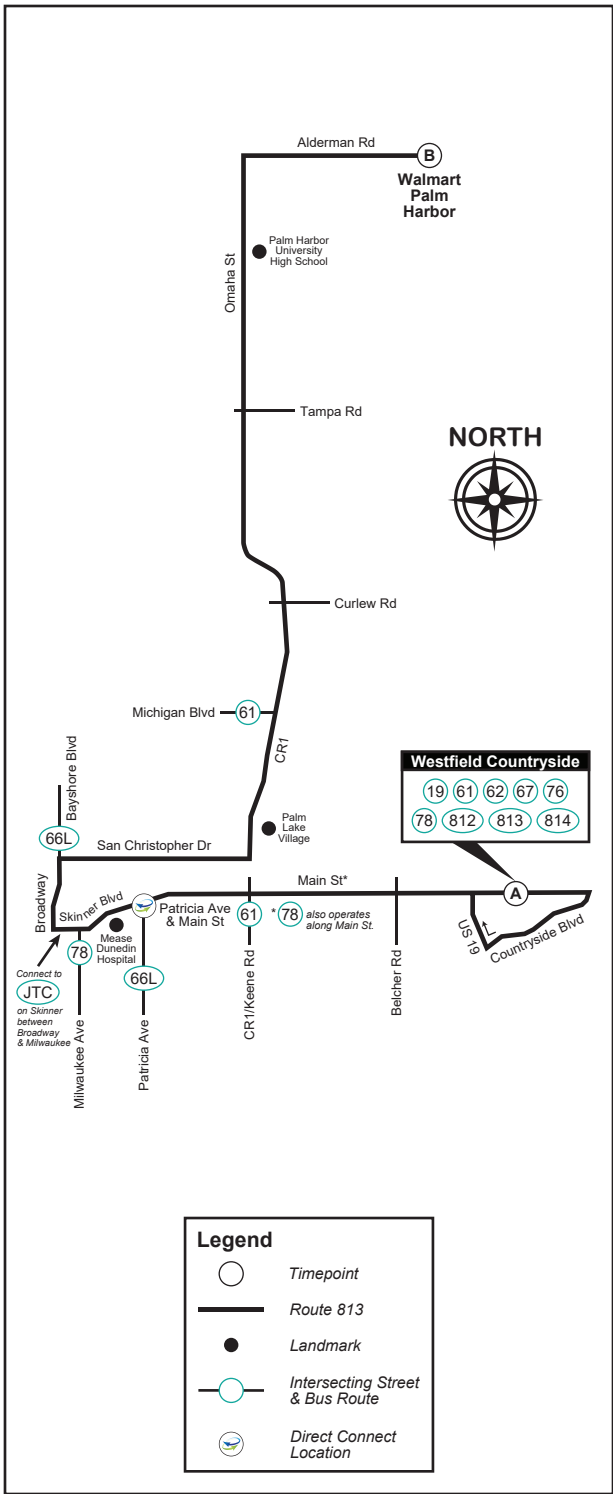 Alderman Rd
B
Walmart
Palm
Harbor
Palm Harbor
University
High School
Omaha St
Tampa Rd
NORTH
Curlew Rd
Michigan Blvd
61
CR1
Westfield Countryside
19 61 62 67 76
78 812 813 814
Bayshore Blvd
66L
Palm
Lake
Village
San Christopher Dr
Main St*
A
Broadway
Skinner Blvd
Patricia Ave
& Main St
61
* 78 also operates
along Main St.
US 19
Countryside Blvd
Mease
Dunedin
Hospital
78
66L
Connect to
JTC
on Skinner
between
Broadway
& Milwaukee
Milwaukee Ave
Patricia Ave
CR1/Keene Rd
Belcher Rd
Legend
Timepoint
Route 813
Landmark
Intersecting Street
& Bus Route
Direct Connect
Location